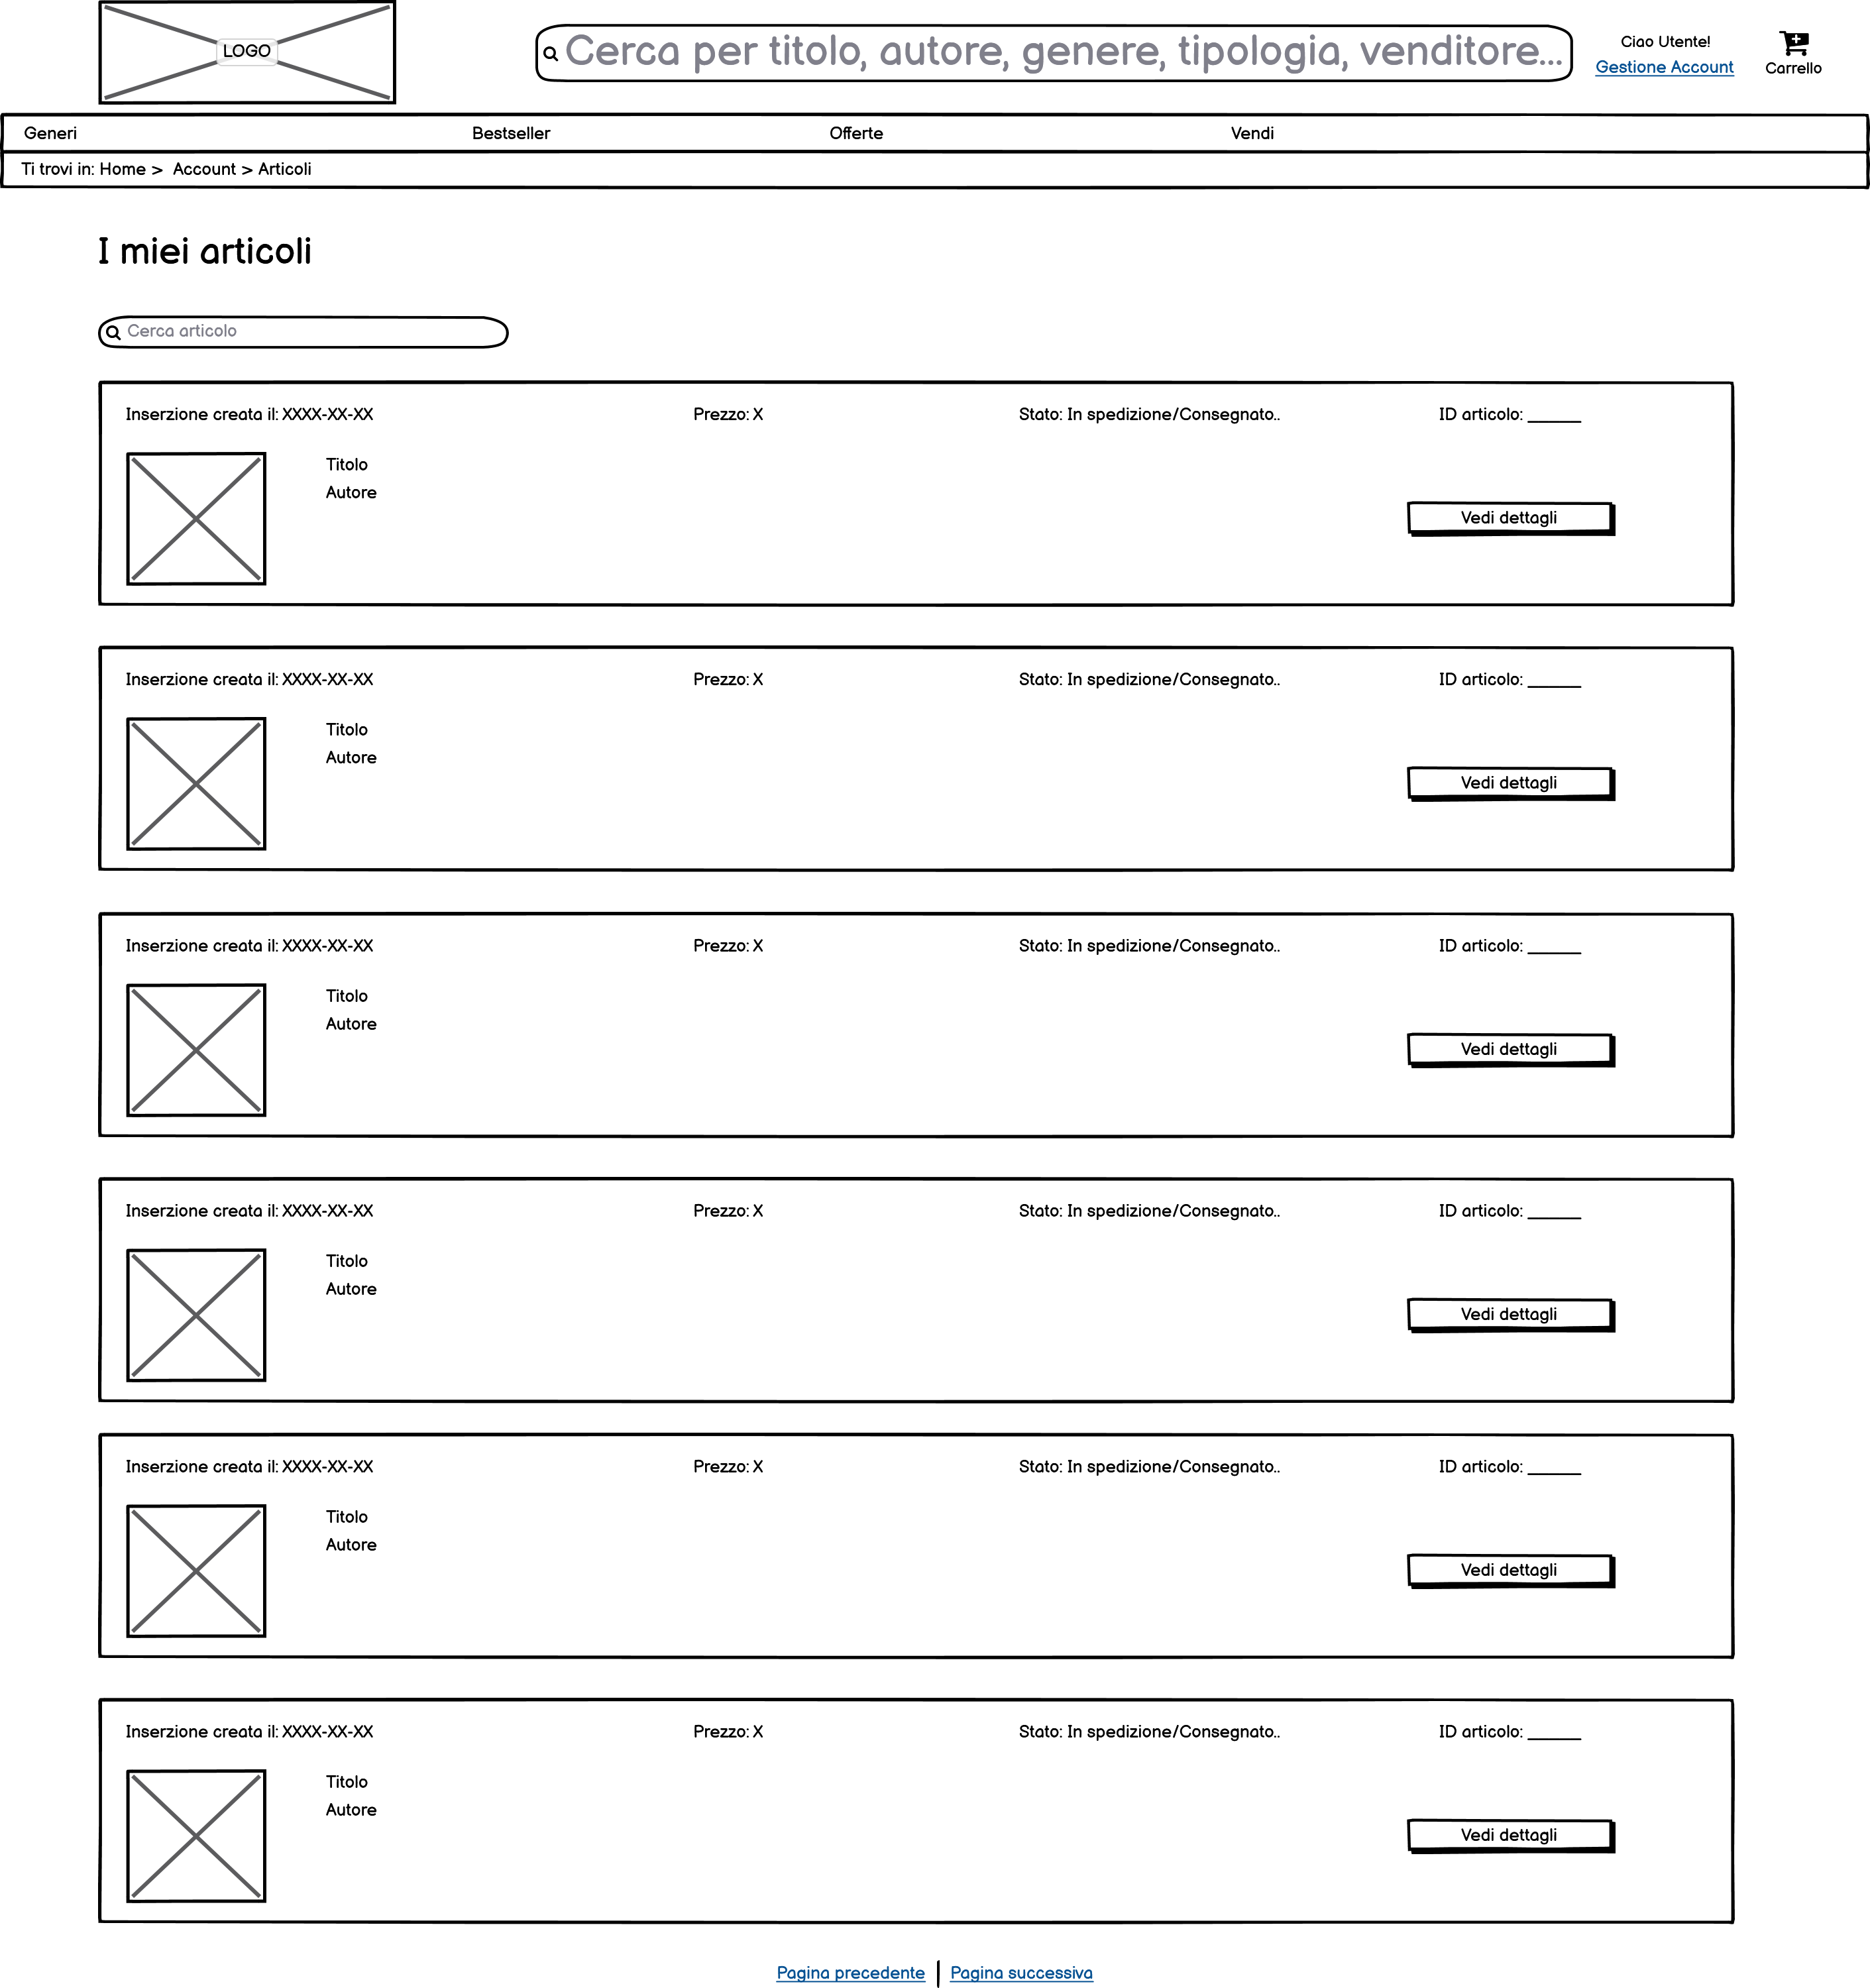 LOGO
Cerca per titolo, autore, genere, tipologia, venditore...
Ciao Utente!
Gestione Account
Carrello
Generi Bestseller Offerte Vendi
Ti trovi in: Home > Account > Articoli
I miei articoli
Cerca articolo
Inserzione creata il: XXXX-XX-XX Prezzo: X Stato: In spedizione/Consegnato.. ID articolo: ______
Titolo
Autore
Vedi dettagli
Inserzione creata il: XXXX-XX-XX Prezzo: X Stato: In spedizione/Consegnato.. ID articolo: ______
Titolo
Autore
Vedi dettagli
Inserzione creata il: XXXX-XX-XX Prezzo: X Stato: In spedizione/Consegnato.. ID articolo: ______
Titolo
Autore
Vedi dettagli
Inserzione creata il: XXXX-XX-XX Prezzo: X Stato: In spedizione/Consegnato.. ID articolo: ______
Titolo
Autore
Vedi dettagli
Inserzione creata il: XXXX-XX-XX Prezzo: X Stato: In spedizione/Consegnato.. ID articolo: ______
Titolo
Autore
Vedi dettagli
Inserzione creata il: XXXX-XX-XX Prezzo: X Stato: In spedizione/Consegnato.. ID articolo: ______
Titolo
Autore
Vedi dettagli
Pagina precedente | Pagina successiva